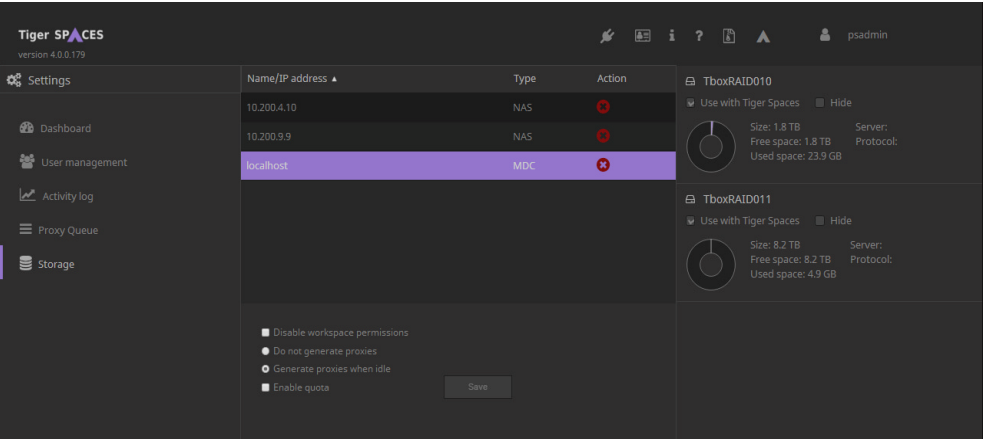 Tiger SPACES
version 4.0.0.179
psadmin
Settings
Dashboard
User management
Activity log
Proxy Queue
Storage
Name/IP address ▲ Type Action
10.200.4.10 NAS
10.200.9.9 NAS
localhost MDC
Disable workspace permissions
Do not generate proxies
Generate proxies when idle
Enable quota
Save
TboxRAID010
Use with Tiger Spaces Hide
Size: 1.8 TB Server:
Free space: 1.8 TB Protocol:
Used space: 23.9 GB
TboxRAID011
Use with Tiger Spaces Hide
Size: 8.2 TB Server:
Free space: 8.2 TB Protocol:
Used space: 4.9 GB